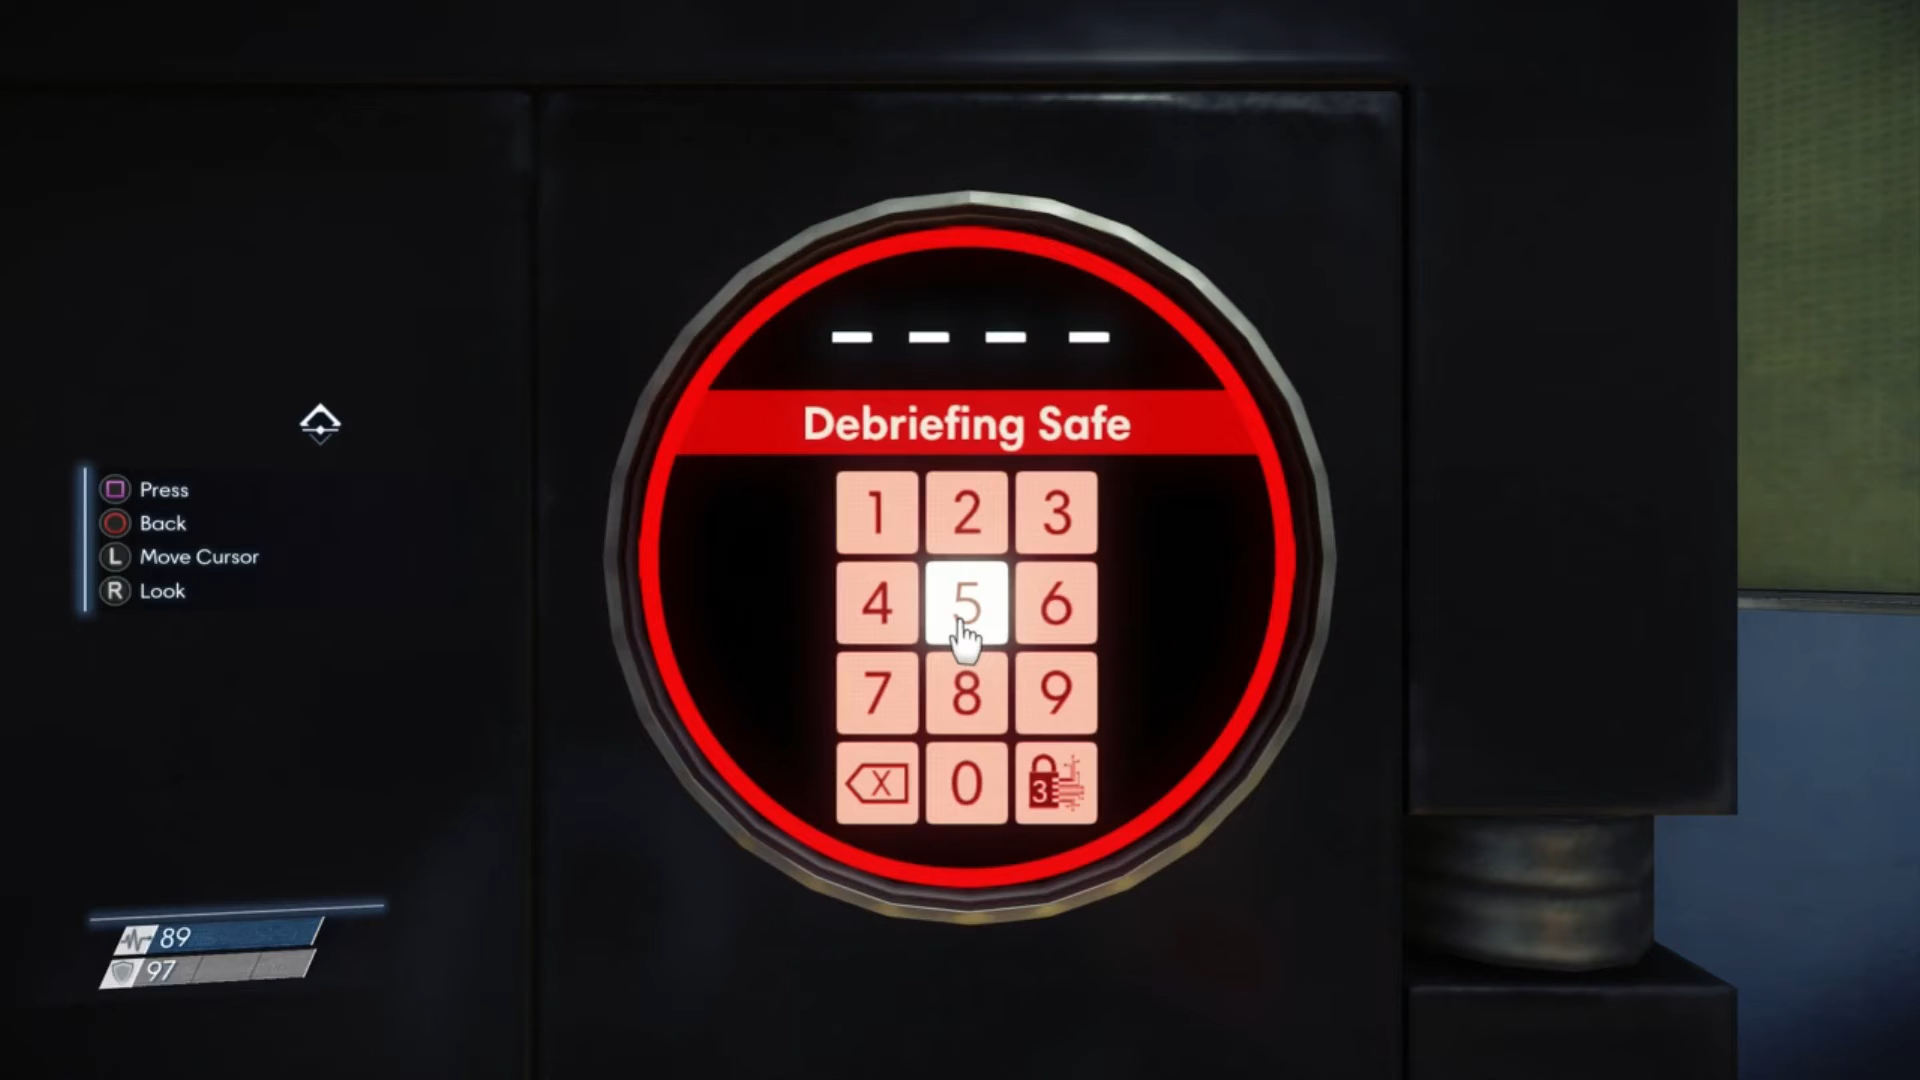 Debriefing Safe
1 2 3
4 5 6
7 8 9
X 0 3
Press
Back
L Move Cursor
R Look
89
97